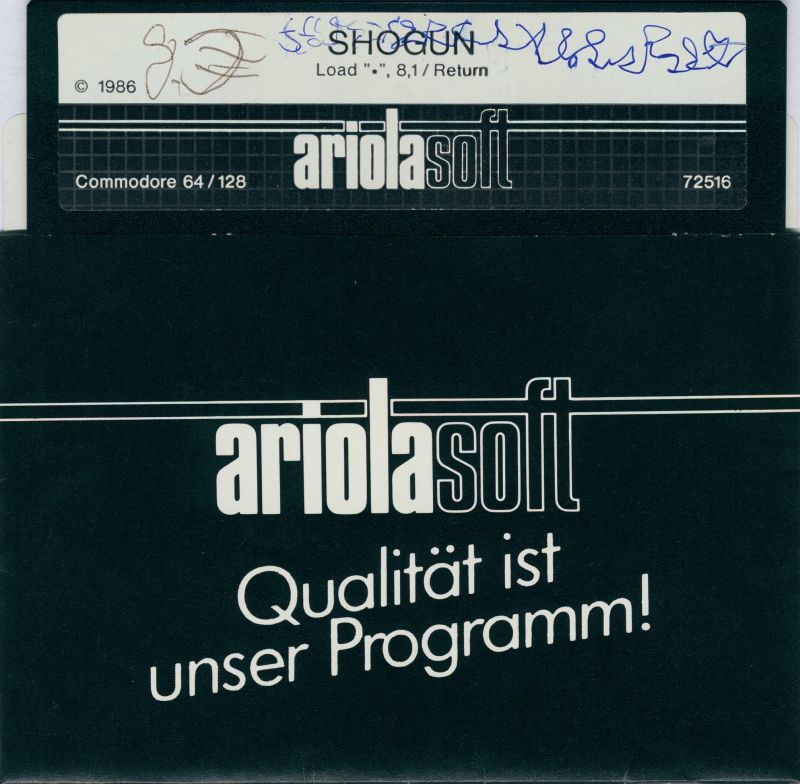 SHOGUN
Load "*", 8,1 / Return
© 1986
ariolasoft
Commodore 64/128
72516
ariolasoft
Qualität ist
unser Programm!